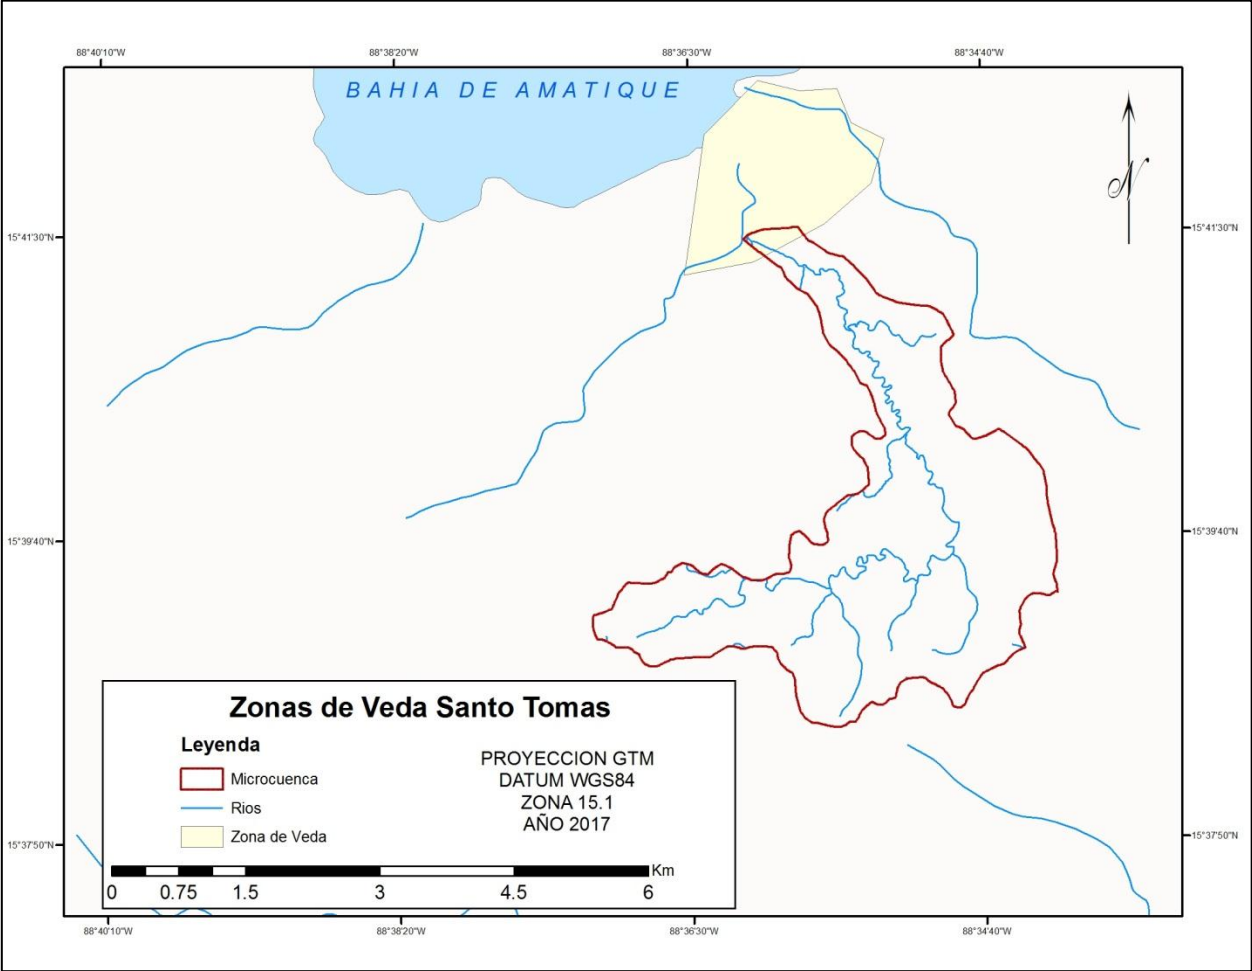 88°40'10"W
88°38'20"W
88°36'30"W
88°34'40"W
BAHIA DE AMATIQUE
N
15°41'30"N
15°41'30"N
15°39'40"N
15°39'40"N
Zonas de Veda Santo Tomas
Leyenda
Microcuenca
Rios
Zona de Veda
PROYECCION GTM
DATUM WGS84
ZONA 15.1
AÑO 2017
15°37'50"N
15°37'50"N
Km
0 0.75 1.5 3 4.5 6
88°40'10"W
88°38'20"W
88°36'30"W
88°34'40"W